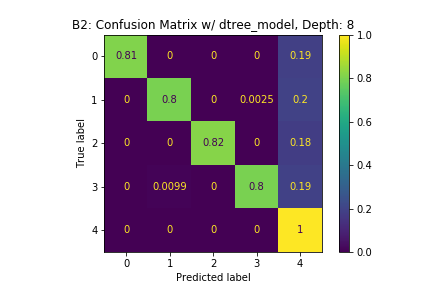 B2: Confusion Matrix w/ dtree_model, Depth: 8
0 0.81 0 0 0 0.19
1 0 0.8 0 0.0025 0.2
2 0 0 0.82 0 0.18
3 0 0.0099 0 0.8 0.19
4 0 0 0 0 1
0 1 2 3 4
Predicted label
True label
1.0
0.8
0.6
0.4
0.2
0.0